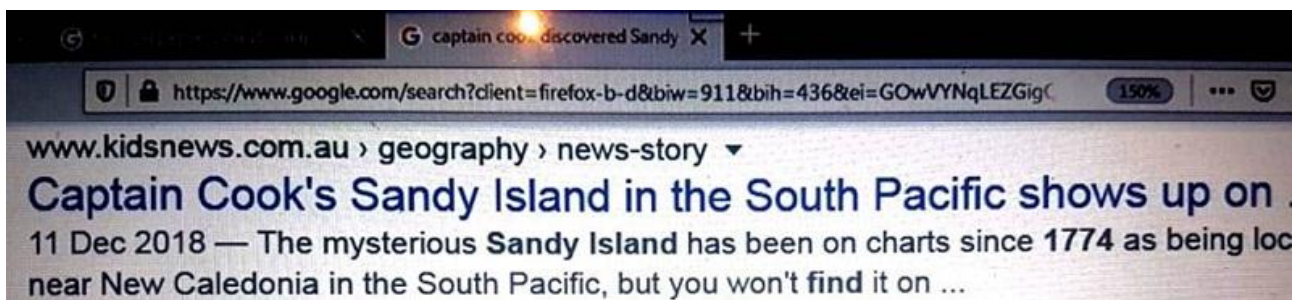 captain cook discovered Sandy
https://www.google.com/search?client=firefox-b-d&biw=911&bih=436&ei=GOwVYNqLEZGigC
150%
www.kidsnews.com.au › geography › news-story
Captain Cook's Sandy Island in the South Pacific shows up on .
11 Dec 2018 — The mysterious Sandy Island has been on charts since 1774 as being loc
near New Caledonia in the South Pacific, but you won't find it on ...